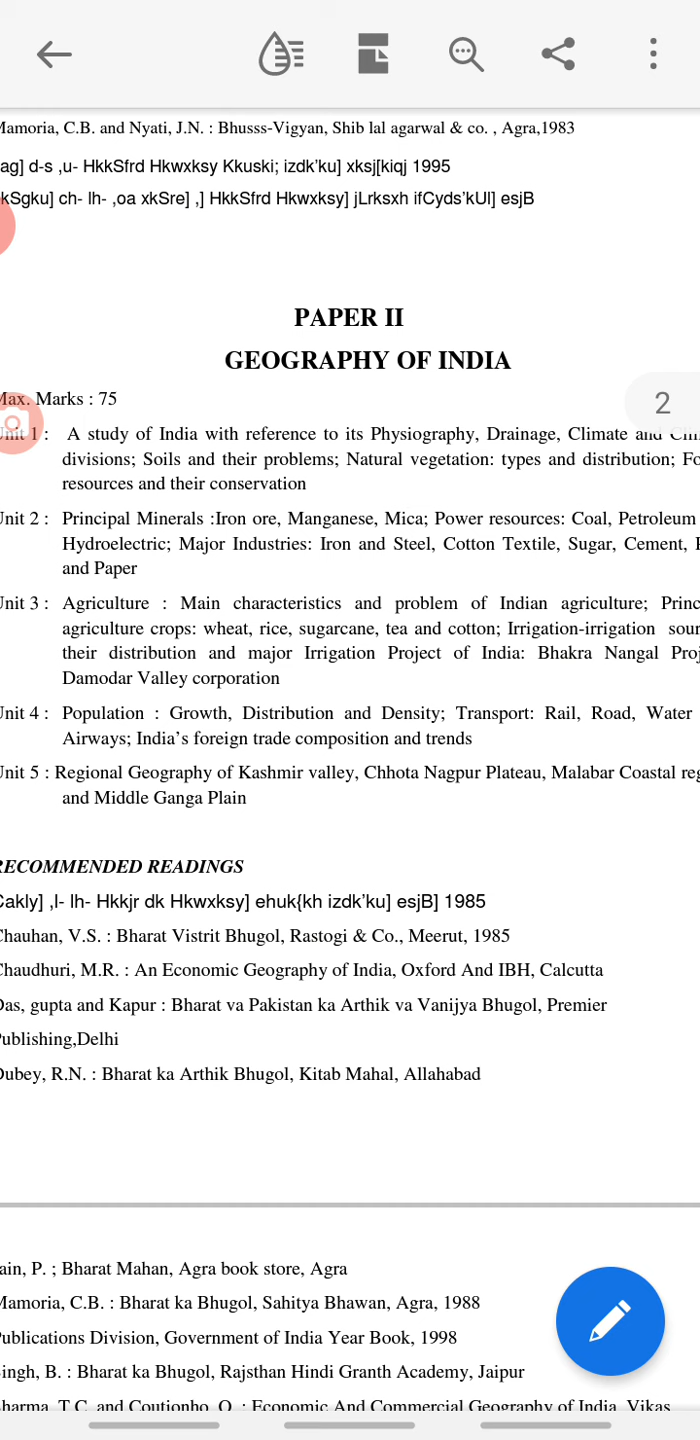 Mamoria, C.B. and Nyati, J.N. : Bhusss-Vigyan, Shib lal agarwal & co. , Agra,1983
ag] d-s ,u- HkkSfrd Hkwxksy Kkuski; izdk'ku] xksj[kiqj 1995
kSgku] ch- lh- ,oa xkSre] ,] HkkSfrd Hkwxksy] jLrksxh ifCyds'kUl] esjB
PAPER II
GEOGRAPHY OF INDIA
Max. Marks : 75
2
Unit 1 : A study of India with reference to its Physiography, Drainage, Climate and
divisions; Soils and their problems; Natural vegetation: types and distribution;
resources and their conservation
Unit 2 : Principal Minerals :Iron ore, Manganese, Mica; Power resources: Coal, Petroleum
Hydroelectric; Major Industries: Iron and Steel, Cotton Textile, Sugar, Cement,
and Paper
Unit 3 : Agriculture : Main characteristics and problem of Indian agriculture;
agriculture crops: wheat, rice, sugarcane, tea and cotton; Irrigation-irrigation
their distribution and major Irrigation Project of India: Bhakra Nangal
Damodar Valley corporation
Unit 4 : Population : Growth, Distribution and Density; Transport: Rail, Road, Water
Airways; India's foreign trade composition and trends
Unit 5 : Regional Geography of Kashmir valley, Chhota Nagpur Plateau, Malabar Coastal
and Middle Ganga Plain
RECOMMENDED READINGS
Cakly] ,l- lh- Hkkjr dk Hkwxksy] ehuk{kh izdk'ku] esjB] 1985
Chauhan, V.S. : Bharat Vistrit Bhugol, Rastogi & Co., Meerut, 1985
Chaudhuri, M.R. : An Economic Geography of India, Oxford And IBH, Calcutta
Das, gupta and Kapur : Bharat va Pakistan ka Arthik va Vanijya Bhugol, Premier
Publishing,Delhi
Dubey, R.N. : Bharat ka Arthik Bhugol, Kitab Mahal, Allahabad
ain, P. ; Bharat Mahan, Agra book store, Agra
Mamoria, C.B. : Bharat ka Bhugol, Sahitya Bhawan, Agra, 1988
Publications Division, Government of India Year Book, 1998
ingh, B. : Bharat ka Bhugol, Rajsthan Hindi Granth Academy, Jaipur
harma, T.C. and Coutionho, O. : Economic And Commercial Geography of India, Vikas